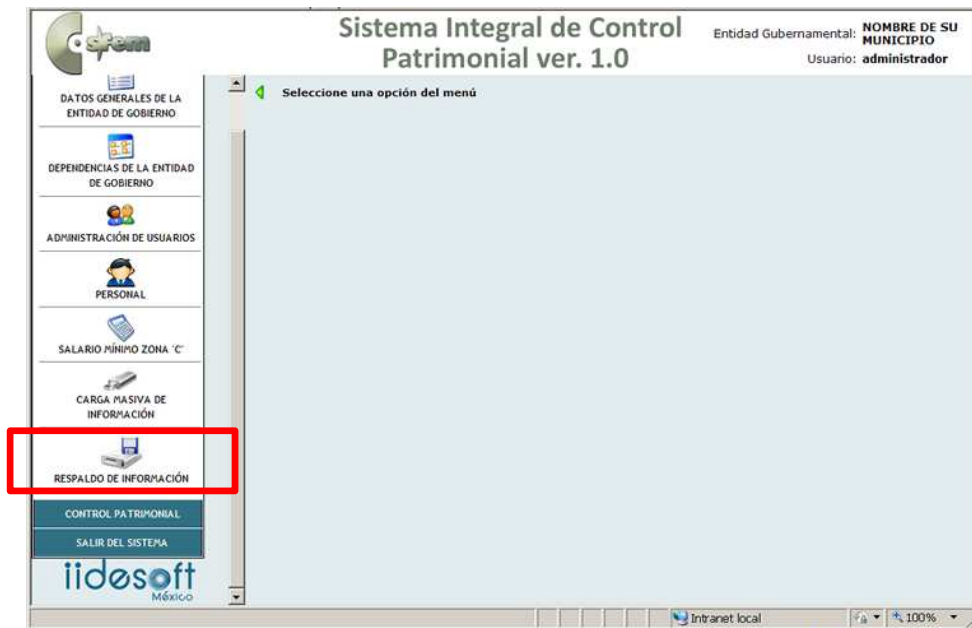 osfem
Sistema Integral de Control
Patrimonial ver. 1.0
Entidad Gubernamental: NOMBRE DE SU
MUNICIPIO
Usuario: administrador
DATOS GENERALES DE LA
ENTIDAD DE GOBIERNO
Seleccione una opción del menú
DEPENDENCIAS DE LA ENTIDAD
DE GOBIERNO
ADMINISTRACIÓN DE USUARIOS
PERSONAL
SALARIO MÍNIMO ZONA 'C'
CARGA MASIVA DE
INFORMACIÓN
RESPALDO DE INFORMACIÓN
CONTROL PATRIMONIAL
SALIR DEL SISTEMA
iidesoft
México
Intranet local
100%